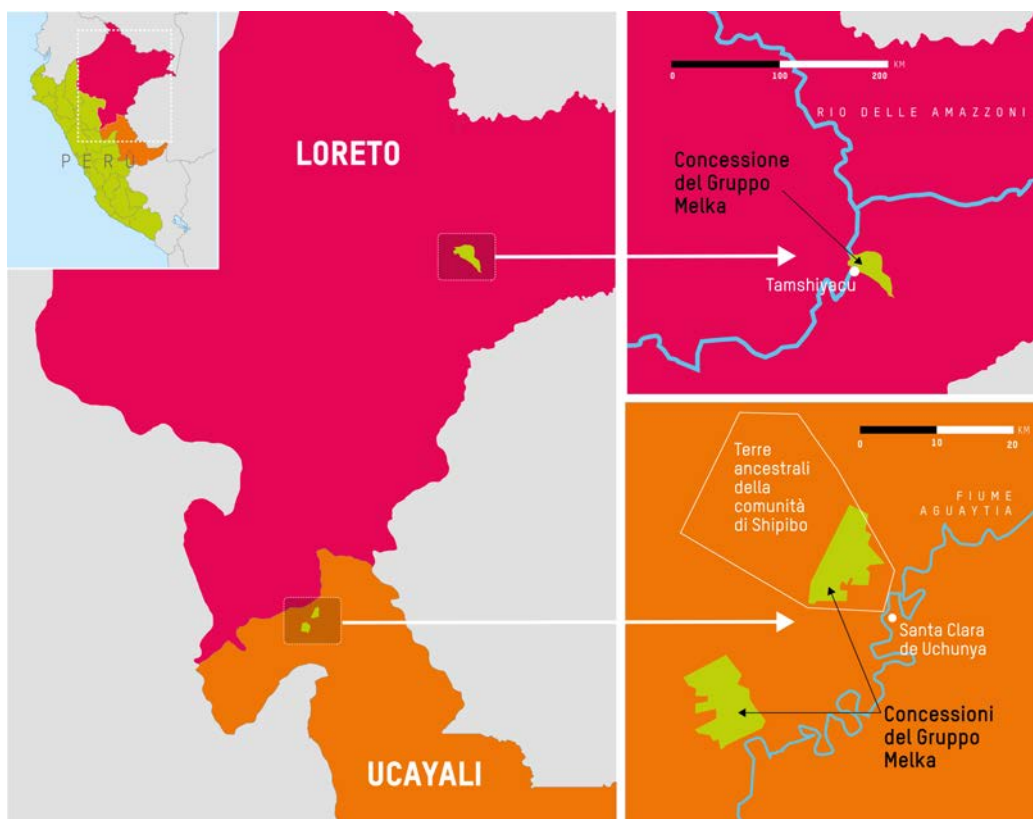 PERÙ
LORETO
UCAYALI
0 100 200 KM
RIO DELLE AMAZZONI
Concessione
del Gruppo
Melka
Tamshiyacu
0 10 20 KM
Terre
ancestrali
della
comunità
di Shipibo
FIUME
AGUAYTIA
Santa Clara
de Uchunya
Concessioni
del Gruppo
Melka